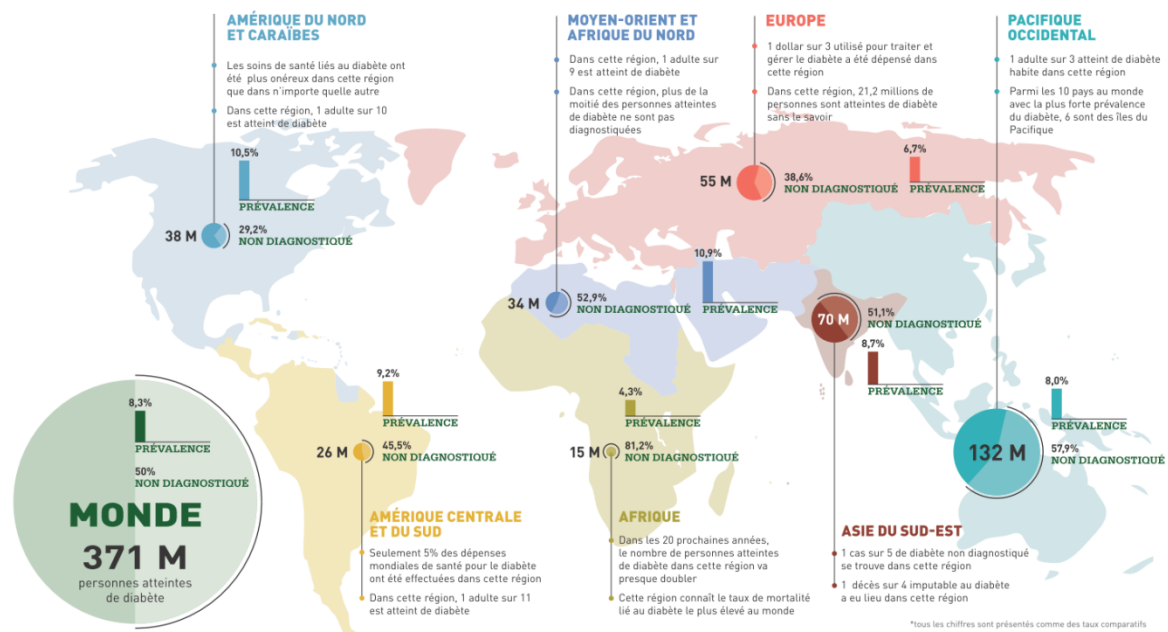 AMÉRIQUE DU NORD
ET CARAÏBES
Les soins de santé liés au diabète ont
été plus onéreux dans cette région
que dans n'importe quelle autre
Dans cette région, 1 adulte sur 10
est atteint de diabète
10,5%
PRÉVALENCE
38 M
29,2%
NON DIAGNOSTIQUÉ
MOYEN-ORIENT ET
AFRIQUE DU NORD
Dans cette région, 1 adulte sur
9 est atteint de diabète
Dans cette région, plus de la
moitié des personnes atteintes
de diabète ne sont pas
diagnostiquées
10,9%
PRÉVALENCE
34 M
52,9%
NON DIAGNOSTIQUÉ
EUROPE
1 dollar sur 3 utilisé pour traiter et
gérer le diabète a été dépensé dans
cette région
Dans cette région, 21,2 millions de
personnes sont atteintes de diabète
sans le savoir
55 M
38,6%
NON DIAGNOSTIQUÉ
6,7%
PRÉVALENCE
PACIFIQUE
OCCIDENTAL
1 adulte sur 3 atteint de diabète
habite dans cette région
Parmi les 10 pays au monde
avec la plus forte prévalence
du diabète, 6 sont des îles du
Pacifique
8,0%
PRÉVALENCE
132 M
57,9%
NON DIAGNOSTIQUÉ
70 M
51,1%
NON DIAGNOSTIQUÉ
8,7%
PRÉVALENCE
ASIE DU SUD-EST
1 cas sur 5 de diabète non diagnostiqué
se trouve dans cette région
1 décès sur 4 imputable au diabète
a eu lieu dans cette région
4,3%
PRÉVALENCE
15 M
81,2%
NON DIAGNOSTIQUÉ
AFRIQUE
Dans les 20 prochaines années,
le nombre de personnes atteintes
de diabète dans cette région va
presque doubler
Cette région connaît le taux de mortalité
lié au diabète le plus élevé au monde
9,2%
PRÉVALENCE
26 M
45,5%
NON DIAGNOSTIQUÉ
AMÉRIQUE CENTRALE
ET DU SUD
Seulement 5% des dépenses
mondiales de santé pour le diabète
ont été effectuées dans cette région
Dans cette région, 1 adulte sur 11
est atteint de diabète
8,3%
PRÉVALENCE
50%
NON DIAGNOSTIQUÉ
MONDE
371 M
personnes atteintes
de diabète
*tous les chiffres sont présentés comme des taux comparatifs